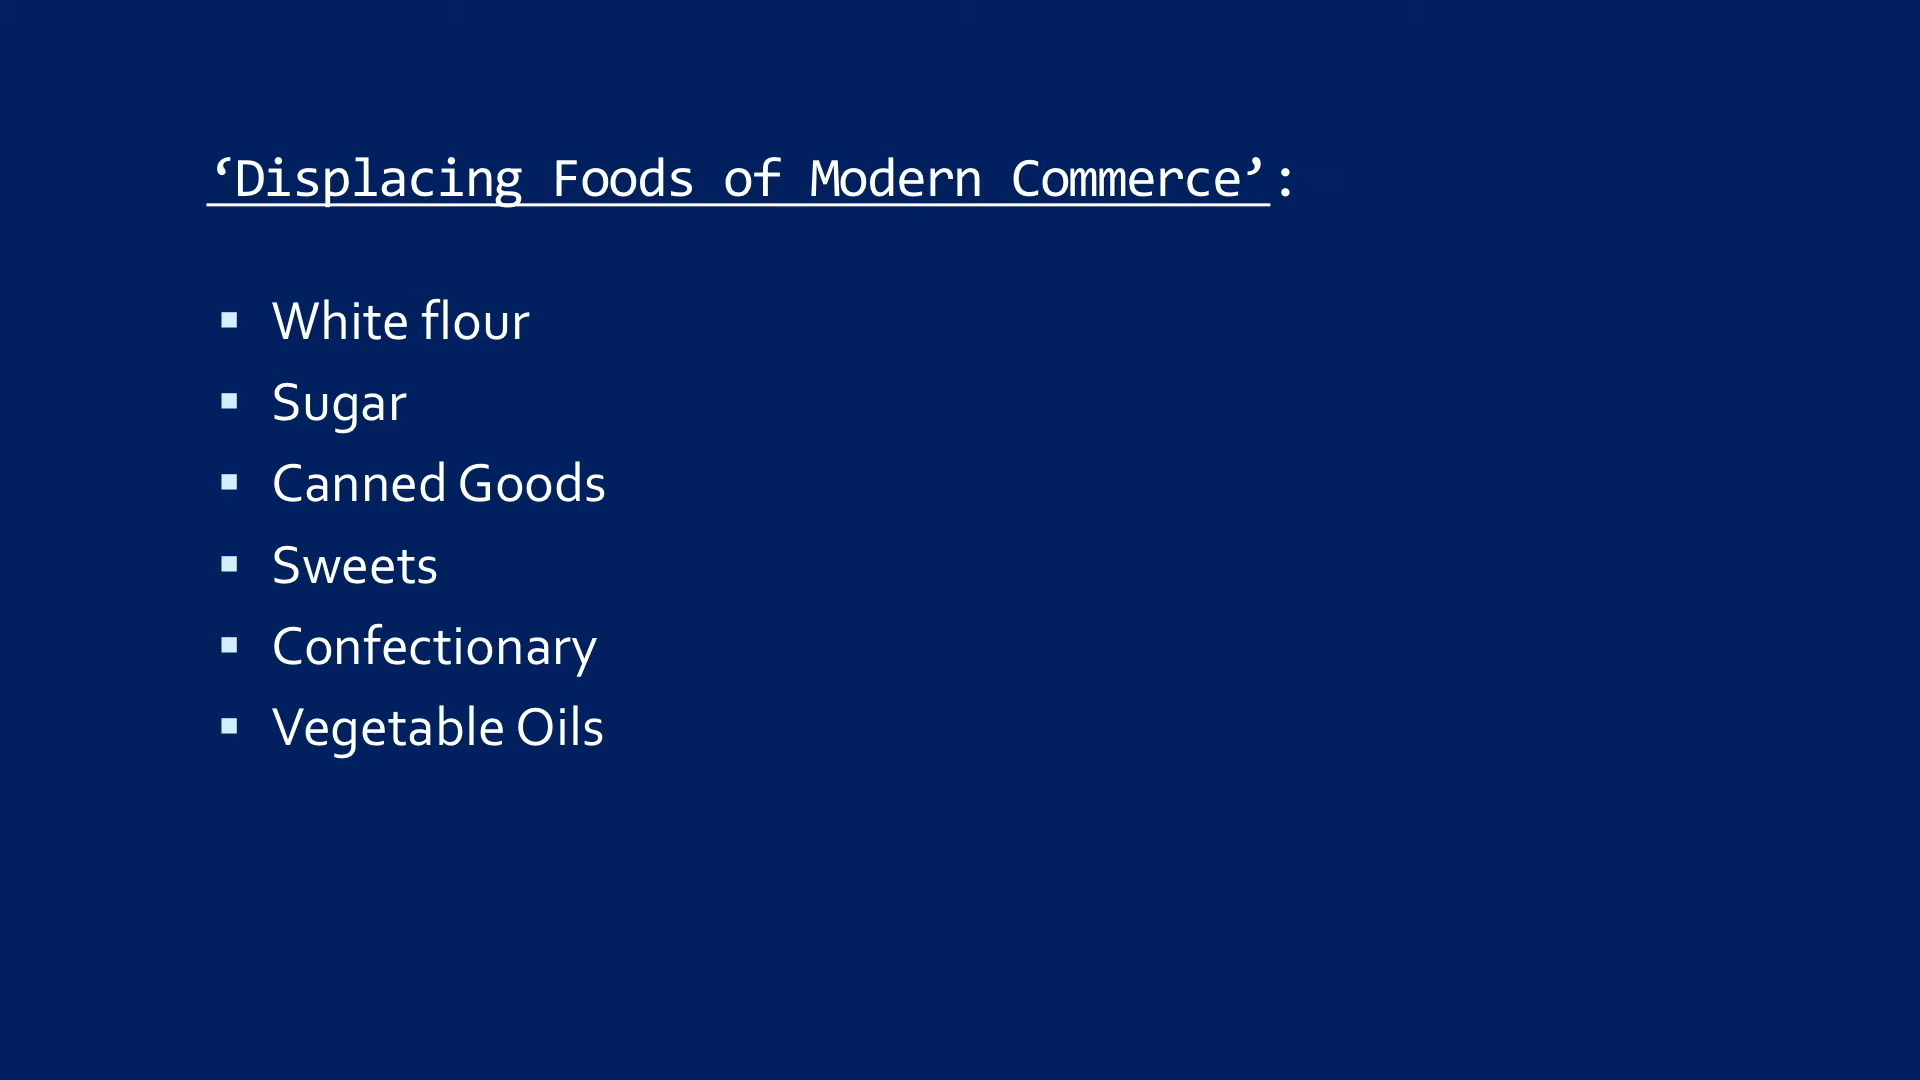 ‘Displacing Foods of Modern Commerce’:
▪ White flour
▪ Sugar
▪ Canned Goods
▪ Sweets
▪ Confectionary
▪ Vegetable Oils